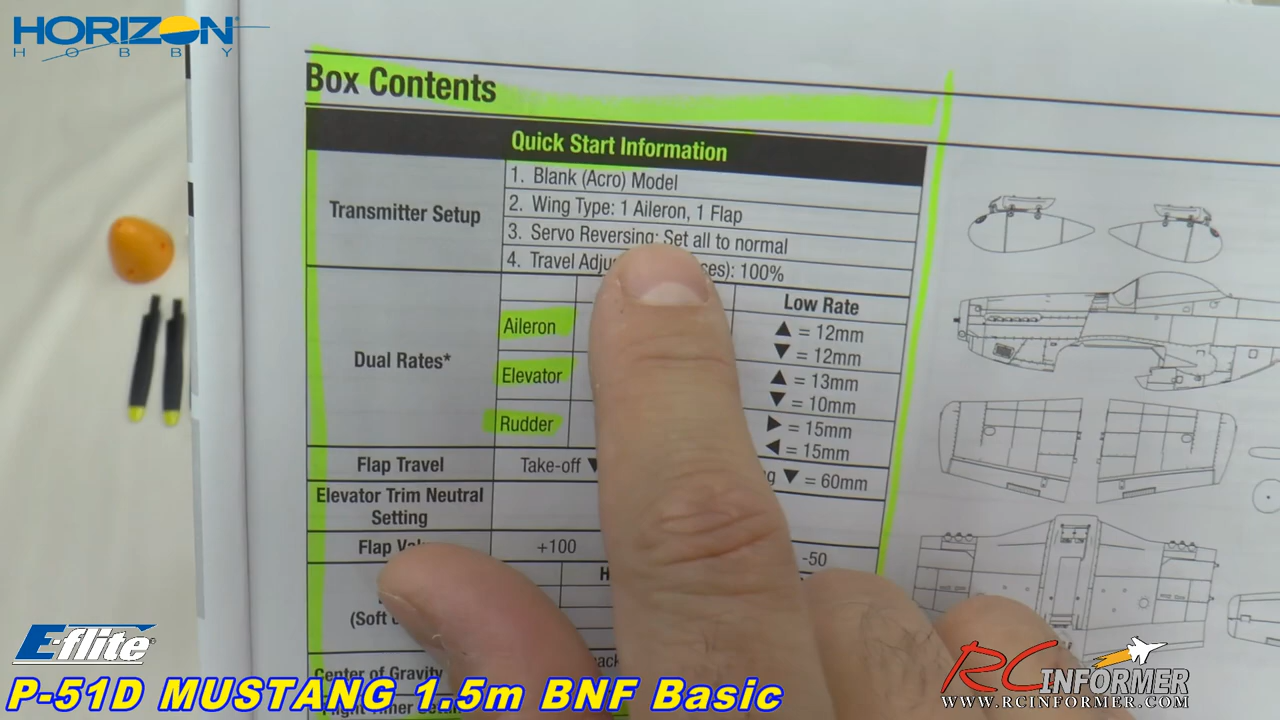 HORIZON
HOBBY
Box Contents
Quick Start Information
Transmitter Setup
1. Blank (Acro) Model
2. Wing Type: 1 Aileron, 1 Flap
3. Servo Reversing: Set all to normal
4. Travel 100%
Low Rate
Dual Rates*
Aileron
▲ = 12mm
▼ = 12mm
Elevator
▲ = 13mm
▼ = 10mm
Rudder
► = 15mm
◄ = 15mm
Flap Travel
Take-off ▼
▼ = 60mm
Elevator Trim Neutral
Setting
Flap
+100
-50
(Soft
Center of Gravity
E-flite
P-51D MUSTANG 1.5m BNF Basic
RC INFORMER
WWW.RCINFORMER.COM